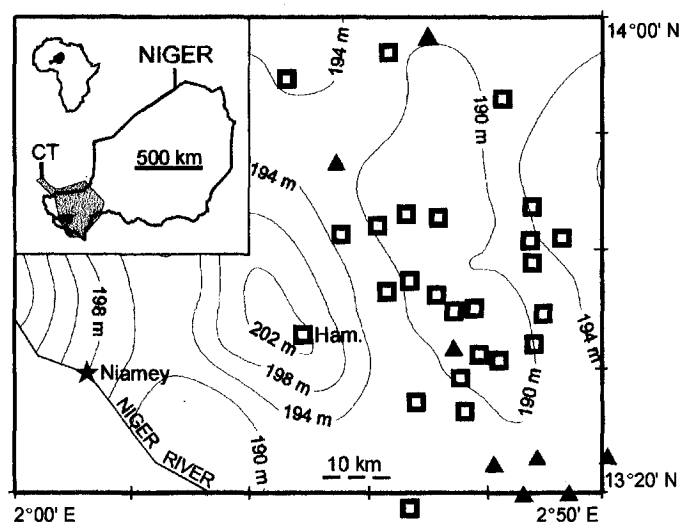 14°00' N
NIGER
CT
500 km
194 m
190 m
194 m
198 m
202 m
Ham.
194 m
Niamey
198 m
194 m
190 m
190 m
NIGER RIVER
10 km
13°20' N
2°00' E
2°50' E